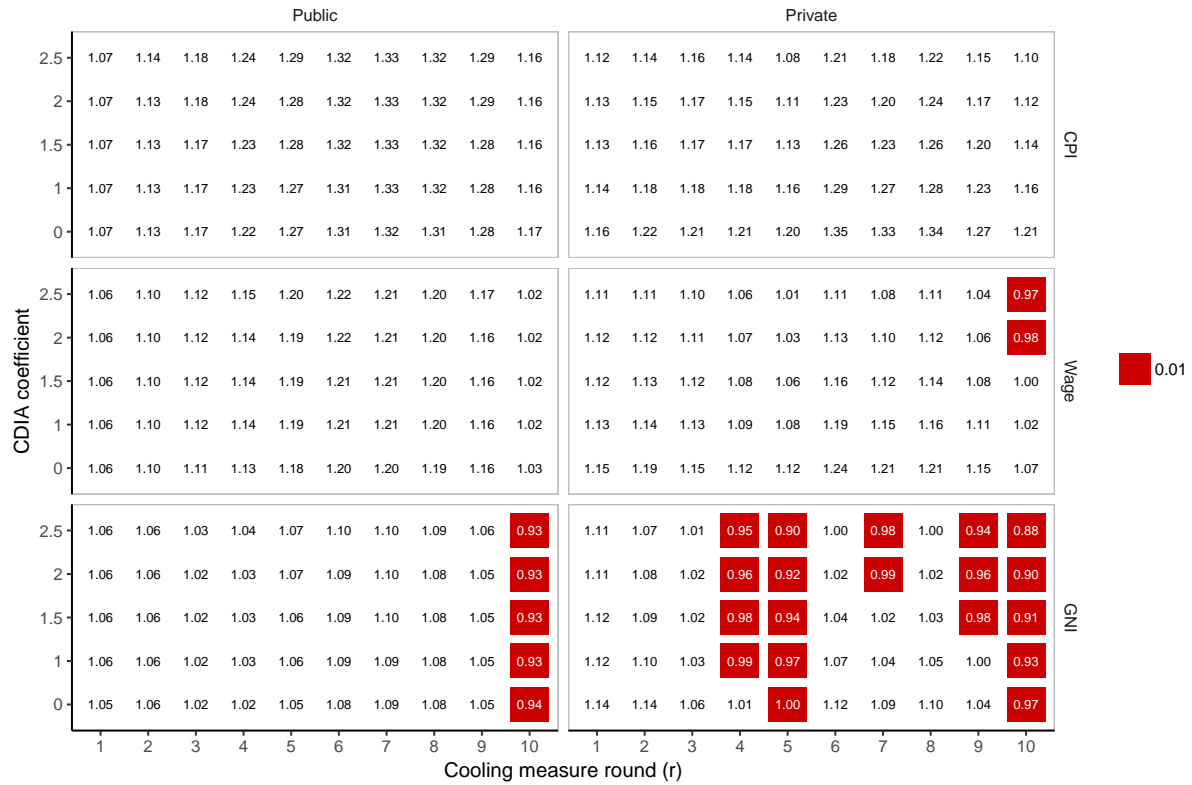 Public Private
2.5 1.07 1.14 1.18 1.24 1.29 1.32 1.33 1.32 1.29 1.16 1.12 1.14 1.16 1.14 1.08 1.21 1.18 1.22 1.15 1.10
2 1.07 1.13 1.18 1.24 1.28 1.32 1.33 1.32 1.29 1.16 1.13 1.15 1.17 1.15 1.11 1.23 1.20 1.24 1.17 1.12
1.5 1.07 1.13 1.17 1.23 1.28 1.32 1.33 1.32 1.28 1.16 1.13 1.16 1.17 1.17 1.13 1.26 1.23 1.26 1.20 1.14
CPI
1 1.07 1.13 1.17 1.23 1.27 1.31 1.33 1.32 1.28 1.16 1.14 1.18 1.18 1.18 1.16 1.29 1.27 1.28 1.23 1.16
0 1.07 1.13 1.17 1.22 1.27 1.31 1.32 1.31 1.28 1.17 1.16 1.22 1.21 1.21 1.20 1.35 1.33 1.34 1.27 1.21
2.5 1.06 1.10 1.12 1.15 1.20 1.22 1.21 1.20 1.17 1.02 1.11 1.11 1.10 1.06 1.01 1.11 1.08 1.11 1.04 0.97
2 1.06 1.10 1.12 1.14 1.19 1.22 1.21 1.20 1.16 1.02 1.12 1.12 1.11 1.07 1.03 1.13 1.10 1.12 1.06 0.98
CDIA coefficient
1.5 1.06 1.10 1.12 1.14 1.19 1.21 1.21 1.20 1.16 1.02 1.12 1.13 1.12 1.08 1.06 1.16 1.12 1.14 1.08 1.00
Wage
0.01
1 1.06 1.10 1.12 1.14 1.19 1.21 1.21 1.20 1.16 1.02 1.13 1.14 1.13 1.09 1.08 1.19 1.15 1.16 1.11 1.02
0 1.06 1.10 1.11 1.13 1.18 1.20 1.20 1.19 1.16 1.03 1.15 1.19 1.15 1.12 1.12 1.24 1.21 1.21 1.15 1.07
2.5 1.06 1.06 1.03 1.04 1.07 1.10 1.10 1.09 1.06 0.93 1.11 1.07 1.01 0.95 0.90 1.00 0.98 1.00 0.94 0.88
2 1.06 1.06 1.02 1.03 1.07 1.09 1.10 1.08 1.05 0.93 1.11 1.08 1.02 0.96 0.92 1.02 0.99 1.02 0.96 0.90
1.5 1.06 1.06 1.02 1.03 1.06 1.09 1.10 1.08 1.05 0.93 1.12 1.09 1.02 0.98 0.94 1.04 1.02 1.03 0.98 0.91
GNI
1 1.06 1.06 1.02 1.03 1.06 1.09 1.09 1.08 1.05 0.93 1.12 1.10 1.03 0.99 0.97 1.07 1.04 1.05 1.00 0.93
0 1.05 1.06 1.02 1.02 1.05 1.08 1.09 1.08 1.05 0.94 1.14 1.14 1.06 1.01 1.00 1.12 1.09 1.10 1.04 0.97
1 2 3 4 5 6 7 8 9 10 1 2 3 4 5 6 7 8 9 10
Cooling measure round (r)